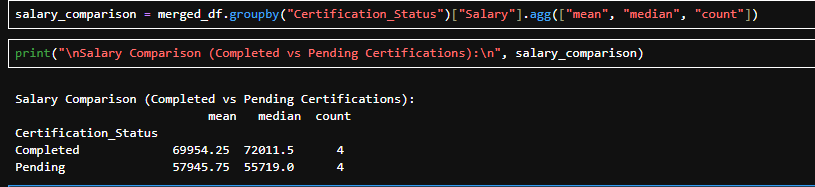 salary_comparison = merged_df.groupby("Certification_Status")["Salary"].agg(["mean", "median", "count"])
print("\nSalary Comparison (Completed vs Pending Certifications):\n", salary_comparison)
Salary Comparison (Completed vs Pending Certifications):
mean median count
Certification_Status
Completed 69954.25 72011.5 4
Pending 57945.75 55719.0 4